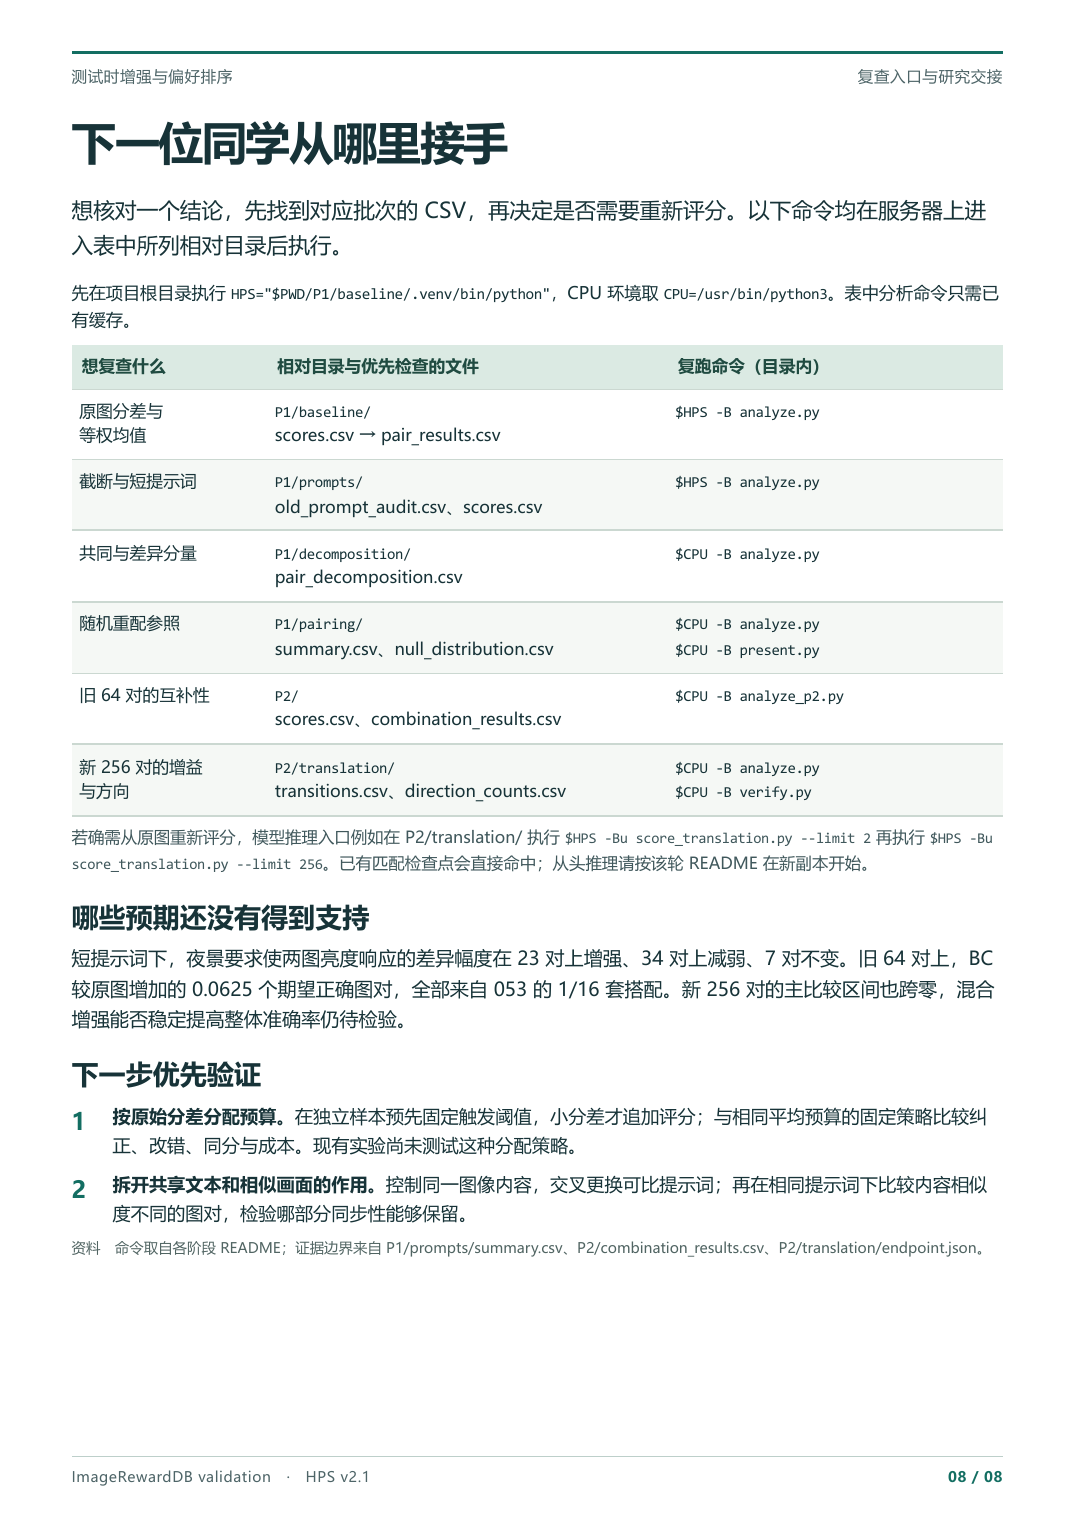 测试时增强与偏好排序
复查入口与研究交接
下一位同学从哪里接手
想核对一个结论，先找到对应批次的 CSV，再决定是否需要重新评分。以下命令均在服务器上进
入表中所列相对目录后执行。
先在项目根目录执行 HPS="$PWD/P1/baseline/.venv/bin/python"，CPU 环境取 CPU=/usr/bin/python3。表中分析命令只需已
有缓存。
想复查什么
相对目录与优先检查的文件
复跑命令（目录内）
原图分差与
等权均值
P1/baseline/
scores.csv → pair_results.csv
$HPS -B analyze.py
截断与短提示词
P1/prompts/
old_prompt_audit.csv、scores.csv
$HPS -B analyze.py
共同与差异分量
P1/decomposition/
pair_decomposition.csv
$CPU -B analyze.py
随机重配参照
P1/pairing/
summary.csv、null_distribution.csv
$CPU -B analyze.py
$CPU -B present.py
旧 64 对的互补性
P2/
scores.csv、combination_results.csv
$CPU -B analyze_p2.py
新 256 对的增益
与方向
P2/translation/
transitions.csv、direction_counts.csv
$CPU -B analyze.py
$CPU -B verify.py
若确需从原图重新评分，模型推理入口例如在 P2/translation/ 执行 $HPS -Bu score_translation.py --limit 2 再执行 $HPS -Bu
score_translation.py --limit 256。已有匹配检查点会直接命中；从头推理请按该轮 README 在新副本开始。
哪些预期还没有得到支持
短提示词下，夜景要求使两图亮度响应的差异幅度在 23 对上增强、34 对上减弱、7 对不变。旧 64 对上，BC
较原图增加的 0.0625 个期望正确图对，全部来自 053 的 1/16 套搭配。新 256 对的主比较区间也跨零，混合
增强能否稳定提高整体准确率仍待检验。
下一步优先验证
1 按原始分差分配预算。在独立样本预先固定触发阈值，小分差才追加评分；与相同平均预算的固定策略比较纠
正、改错、同分与成本。现有实验尚未测试这种分配策略。
2 拆开共享文本和相似画面的作用。控制同一图像内容，交叉更换可比提示词；再在相同提示词下比较内容相似
度不同的图对，检验哪部分同步性能够保留。
资料 命令取自各阶段 README；证据边界来自 P1/prompts/summary.csv、P2/combination_results.csv、P2/translation/endpoint.json。
ImageRewardDB validation · HPS v2.1
08 / 08